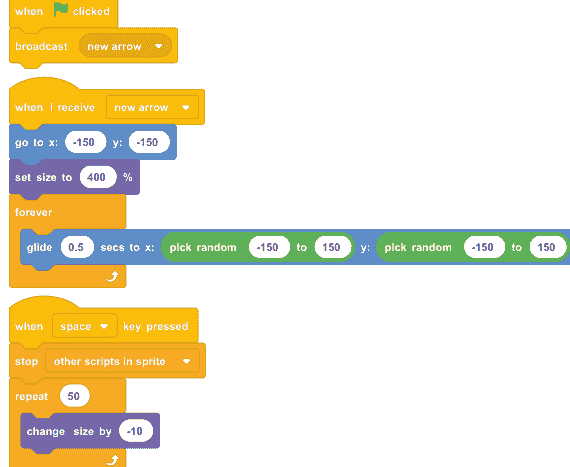 when clicked
broadcast new arrow
when I receive new arrow
go to x: -150 y: -150
set size to 400 %
forever
glide 0.5 secs to x: pick random -150 to 150 y: pick random -150 to 150
when space key pressed
stop other scripts in sprite
repeat 50
change size by -10